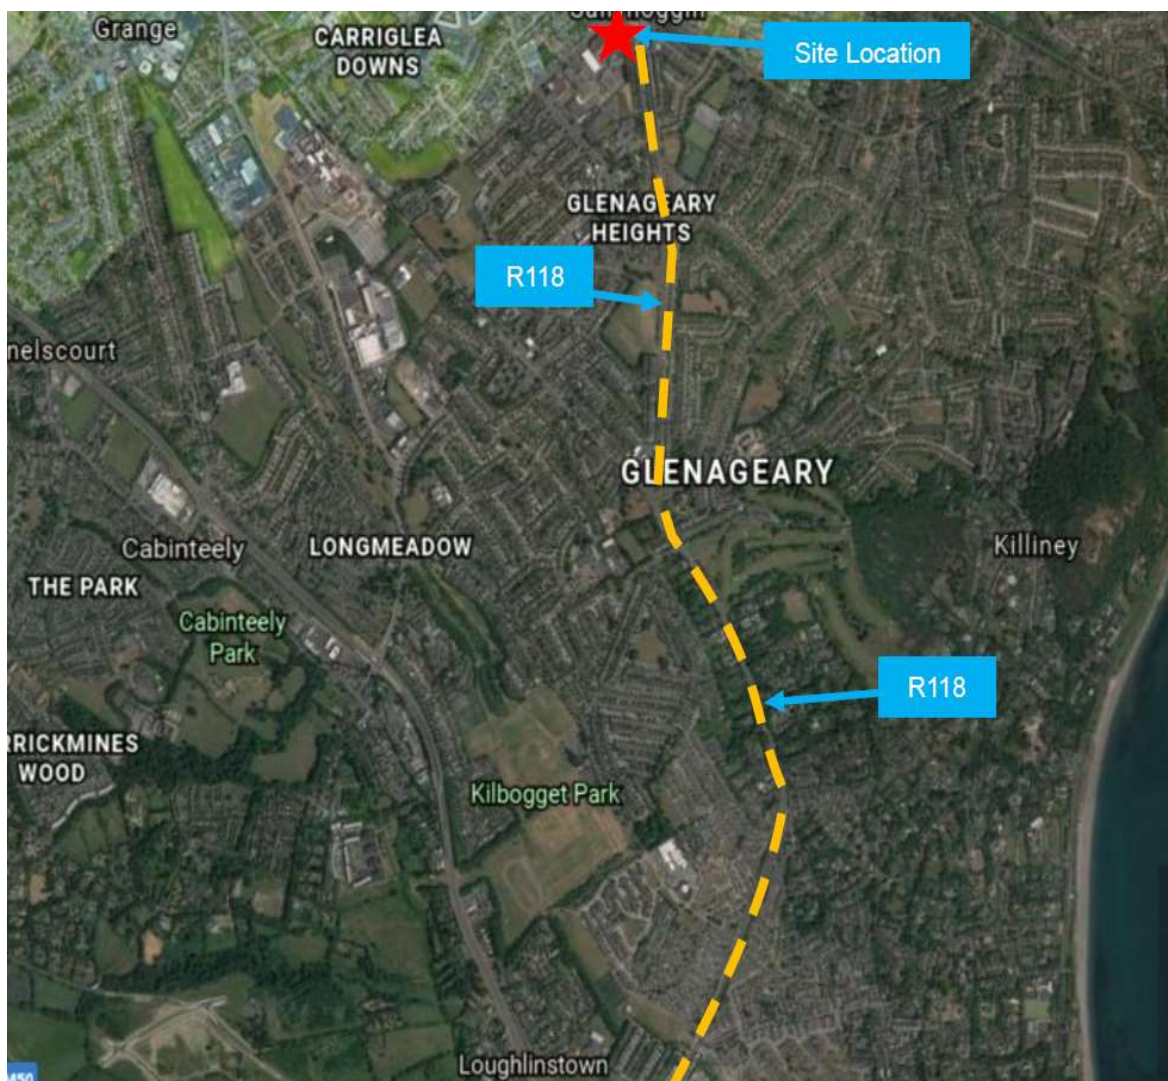 Grange
CARRIGLEA
DOWNS
Site Location
GLENAGEARY
HEIGHTS
R118
nelscourt
GLENAGEARY
Cabinteely
LONGMEADOW
Killiney
THE PARK
Cabinteely
Park
R118
RRICKMINES
WOOD
Kilbogget Park
Loughlinstown